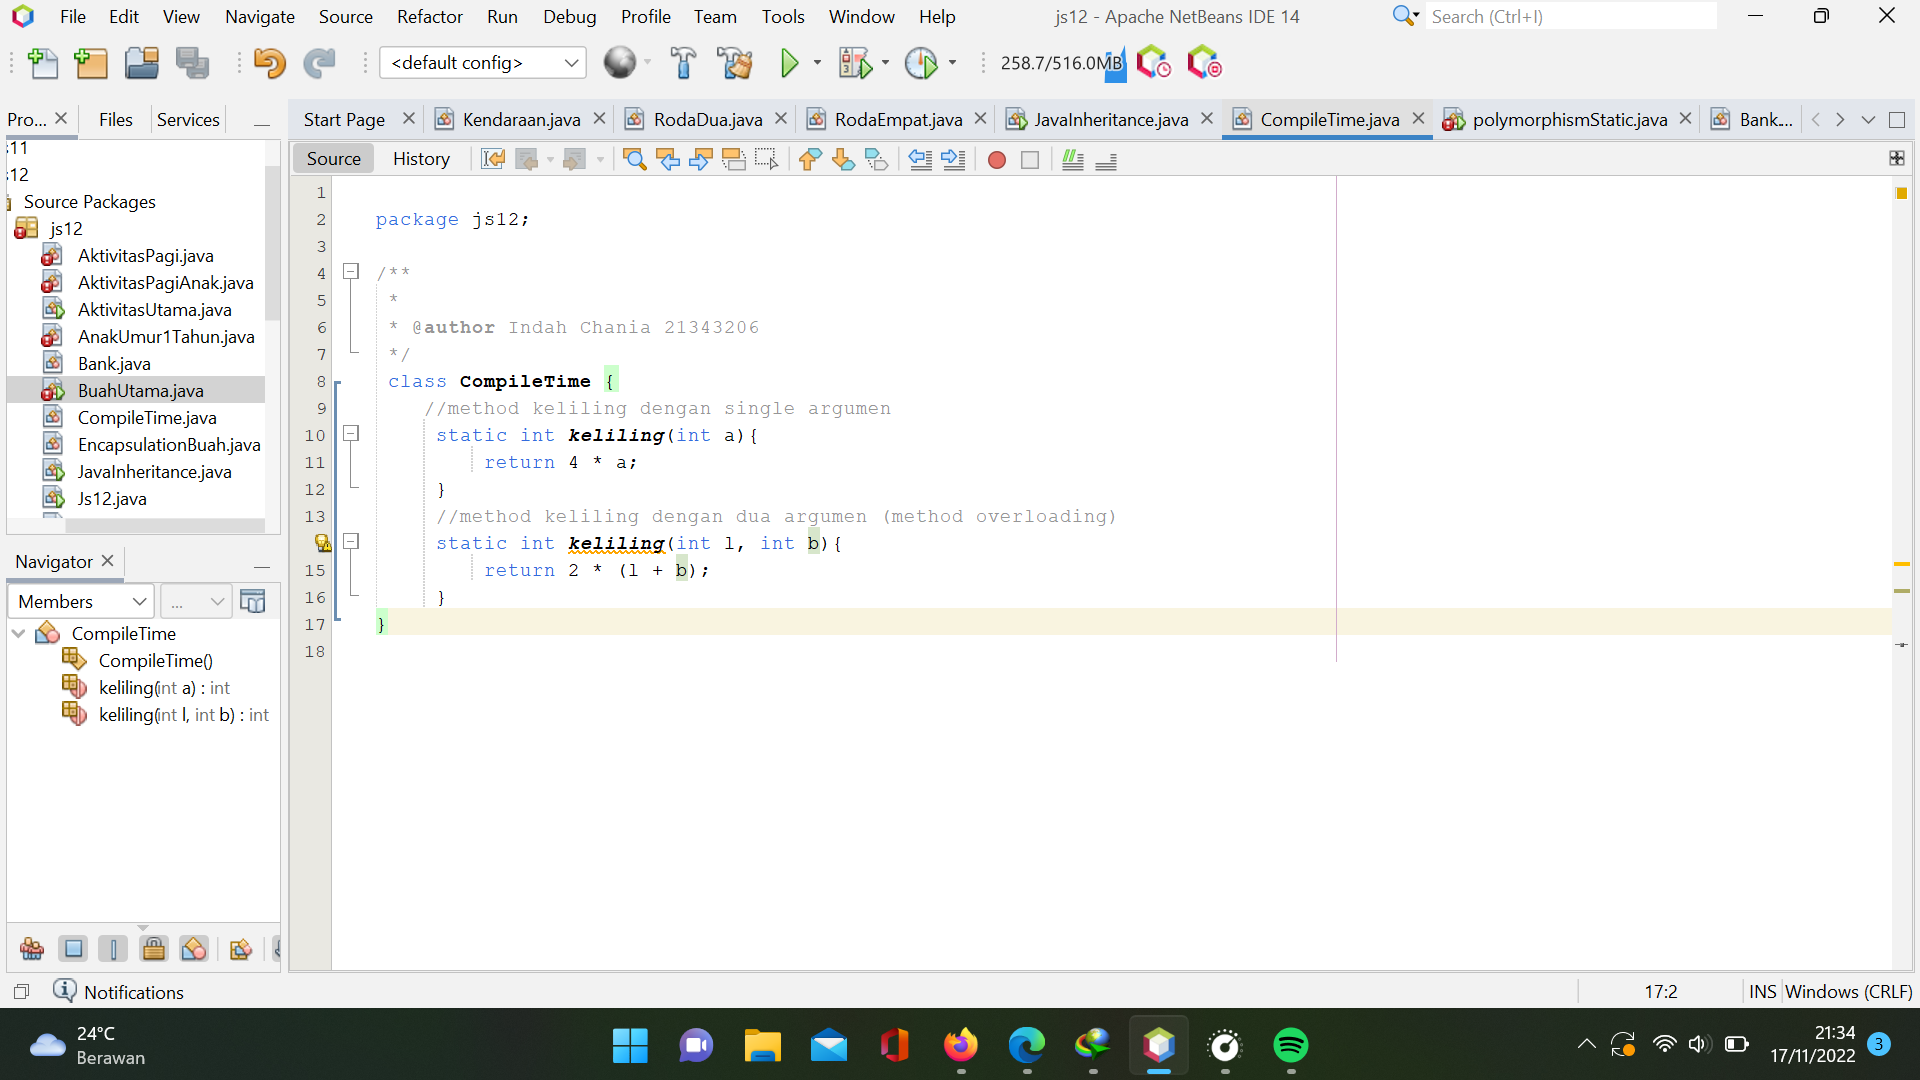 File Edit View Navigate Source Refactor Run Debug Profile Team Tools Window Help js12 - Apache NetBeans IDE 14 Search (Ctrl+I)
<default config> 258.7/516.0MB
Pro... Files Services Start Page Kendaraan.java RodaDua.java RodaEmpat.java JavaInheritance.java CompileTime.java polymorphismStatic.java Bank...
Source History
Source Packages
js12
AktivitasPagi.java
AktivitasPagiAnak.java
AktivitasUtama.java
AnakUmur1Tahun.java
Bank.java
BuahUtama.java
CompileTime.java
EncapsulationBuah.java
JavaInheritance.java
Js12.java
Navigator
Members ...
CompileTime
CompileTime()
keliling(int a) : int
keliling(int l, int b) : int
1
2 package js12;
3
4 /**
5 *
6 * @author Indah Chania 21343206
7 */
8 class CompileTime {
9 //method keliling dengan single argumen
10 static int keliling(int a){
11 return 4 * a;
12 }
13 //method keliling dengan dua argumen (method overloading)
static int keliling(int l, int b){
15 return 2 * (l + b);
16 }
17 }
18
Notifications 17:2 INS Windows (CRLF)
24°C
Berawan
21:34
17/11/2022
3